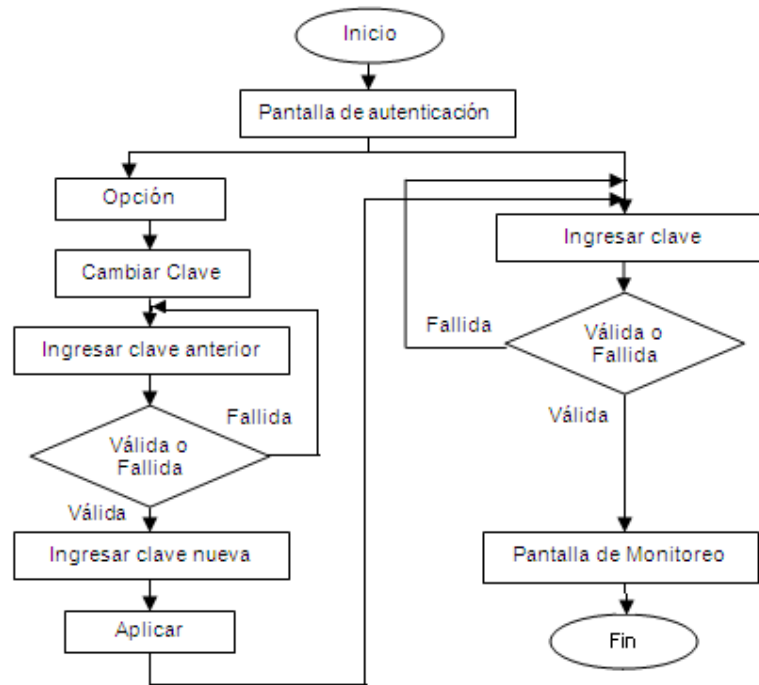 Inicio
Pantalla de autenticación
Opción
Cambiar Clave
Ingresar clave anterior
Válida o
Fallida
Fallida
Válida
Ingresar clave nueva
Aplicar
Ingresar clave
Válida o
Fallida
Fallida
Válida
Pantalla de Monitoreo
Fin